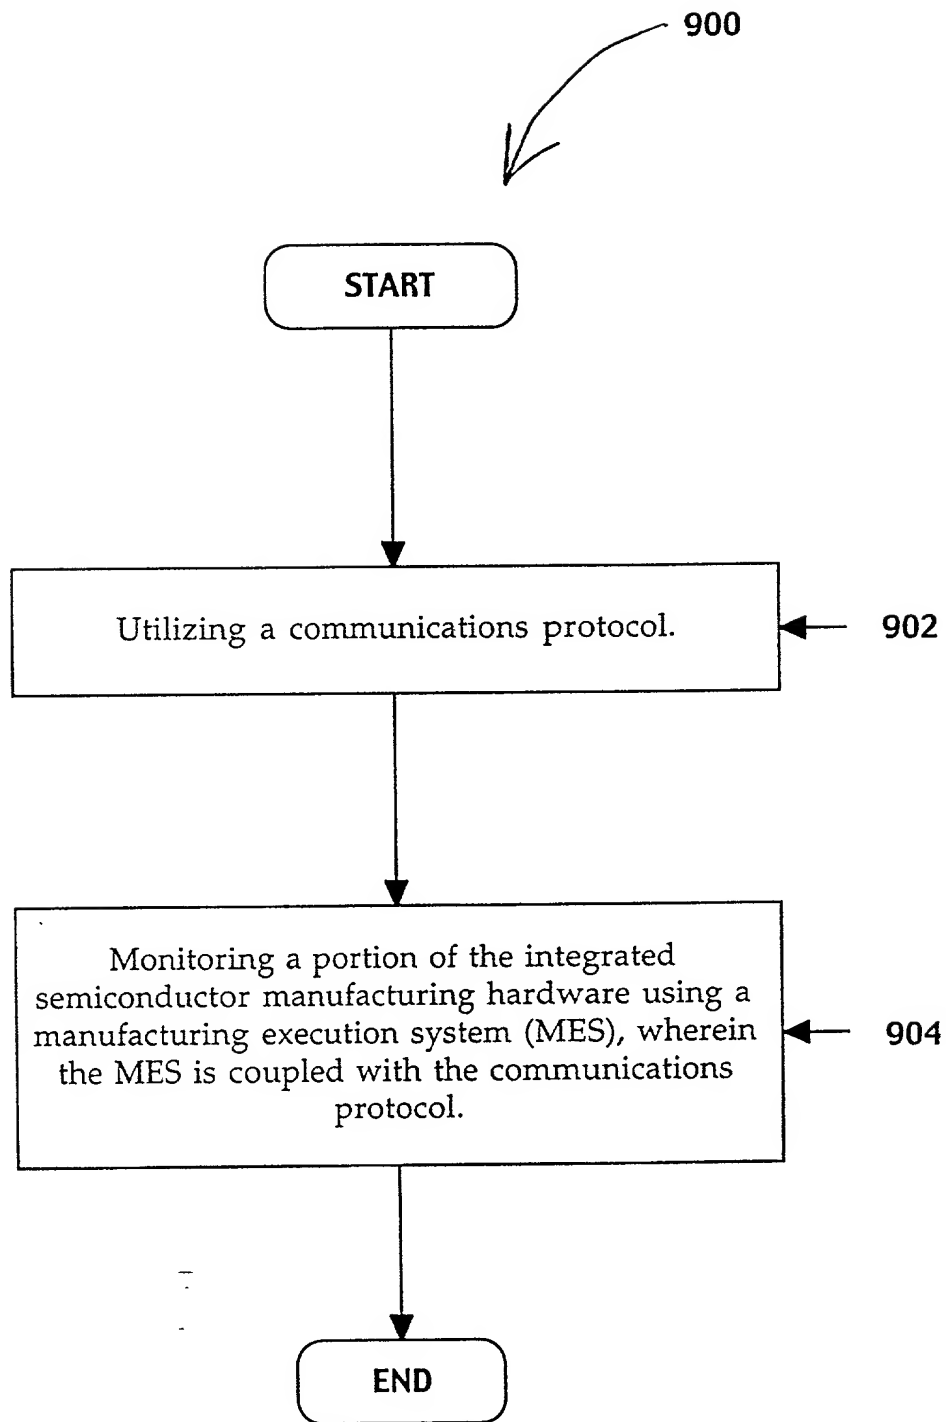 900
START
Utilizing a communications protocol.
902
Monitoring a portion of the integrated
semiconductor manufacturing hardware using a
manufacturing execution system (MES), wherein
the MES is coupled with the communications
protocol.
904
END